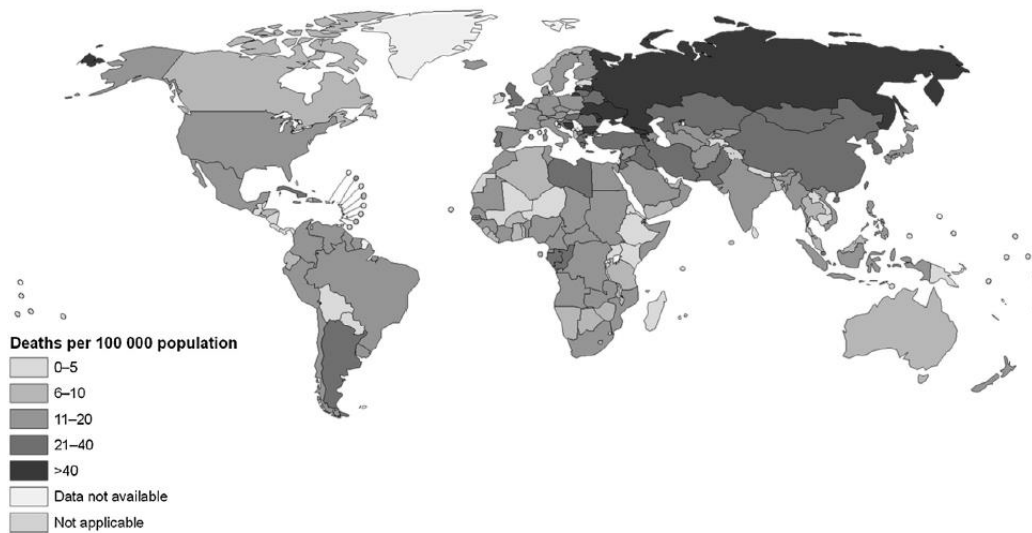 Deaths per 100 000 population
0–5
6–10
11–20
21–40
>40
Data not available
Not applicable